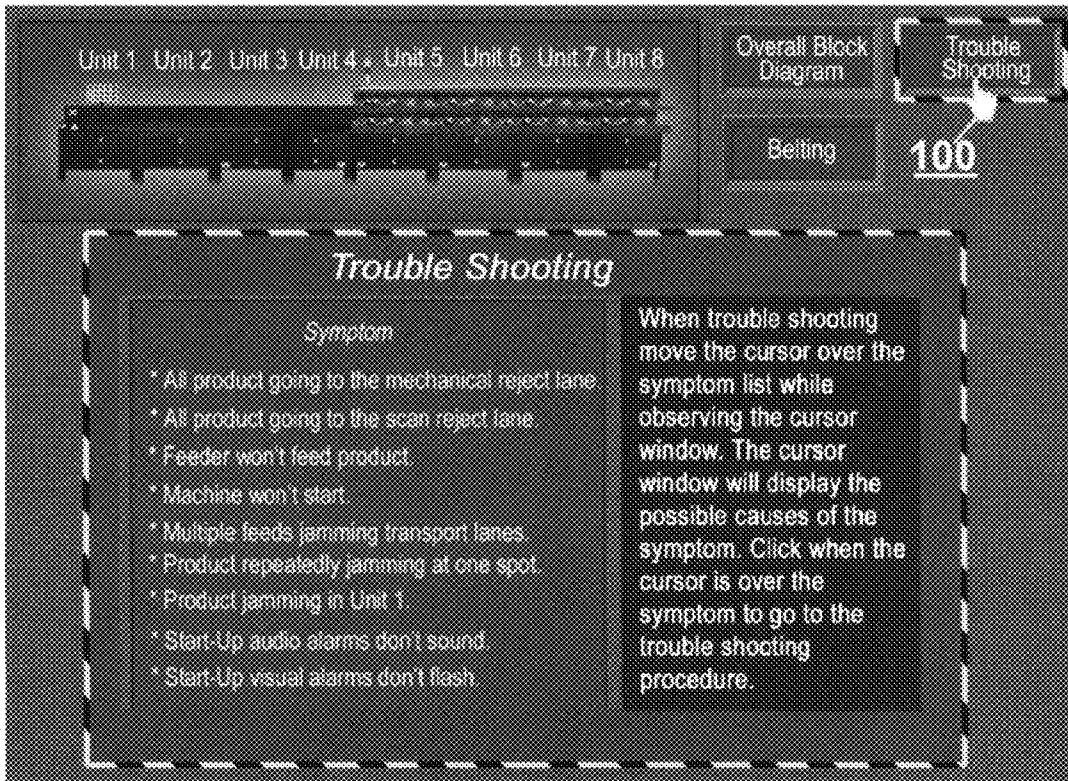 Unit 1 Unit 2 Unit 3 Unit 4 Unit 5 Unit 6 Unit 7 Unit 8
Overall Block
Diagram
Trouble
Shooting
Belting
100
Trouble Shooting
Symptom
* All product going to the mechanical reject lane.
* All product going to the scan reject lane.
* Feeder won't feed product.
* Machine won't start.
* Multiple feeds jamming transport lanes.
* Product repeatedly jamming at one spot.
* Product jamming in Unit 1.
* Start-Up audio alarms don't sound.
* Start-Up visual alarms don't flash.
When trouble shooting
move the cursor over the
symptom list while
observing the cursor
window. The cursor
window will display the
possible causes of the
symptom. Click when the
cursor is over the
symptom to go to the
trouble shooting
procedure.